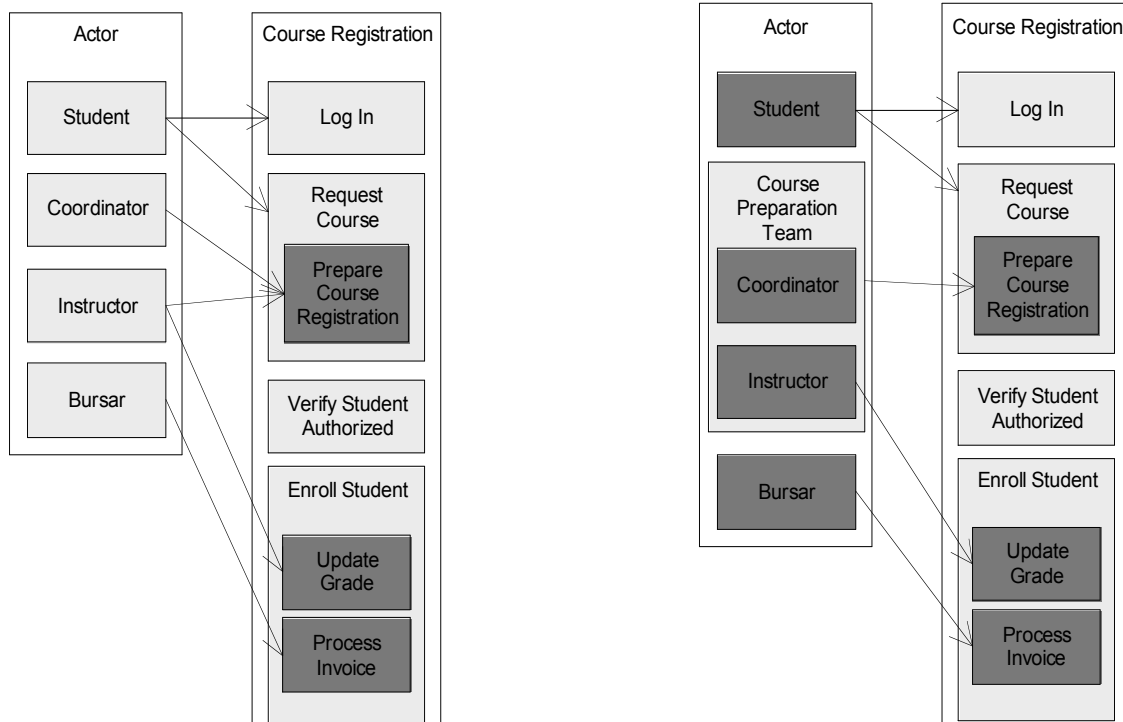 Actor
Student
Coordinator
Instructor
Bursar
Course Registration
Log In
Request
Course
Prepare
Course
Registration
Verify Student
Authorized
Enroll Student
Update
Grade
Process
Invoice
Actor
Student
Course
Preparation
Team
Coordinator
Instructor
Bursar
Course Registration
Log In
Request
Course
Prepare
Course
Registration
Verify Student
Authorized
Enroll Student
Update
Grade
Process
Invoice